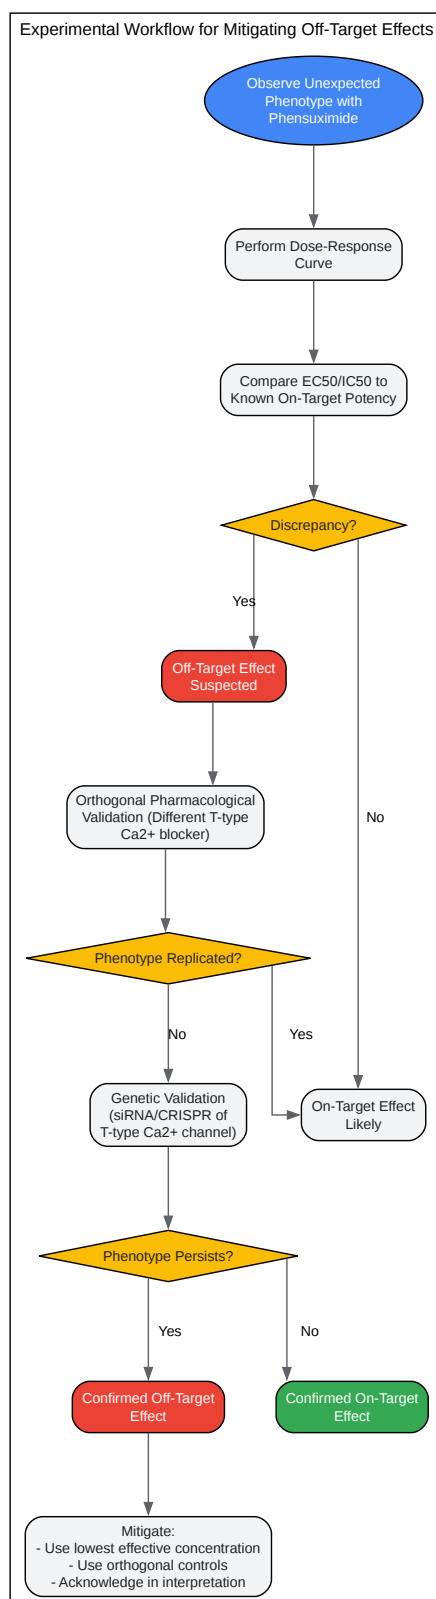 Experimental Workflow for Mitigating Off-Target Effects
Observe Unexpected
Phenotype with
Phensuximide
Perform Dose-Response
Curve
Compare EC50/IC50 to
Known On-Target Potency
Discrepancy?
Yes
Off-Target Effect
Suspected
Orthogonal Pharmacological
Validation (Different T-type
Ca2+ blocker)
No
Phenotype Replicated?
No
Yes
Genetic Validation
(siRNA/CRISPR of
T-type Ca2+ channel)
On-Target Effect
Likely
Phenotype Persists?
Yes
No
Confirmed Off-Target
Effect
Confirmed On-Target
Effect
Mitigate:
- Use lowest effective concentration
- Use orthogonal controls
- Acknowledge in interpretation